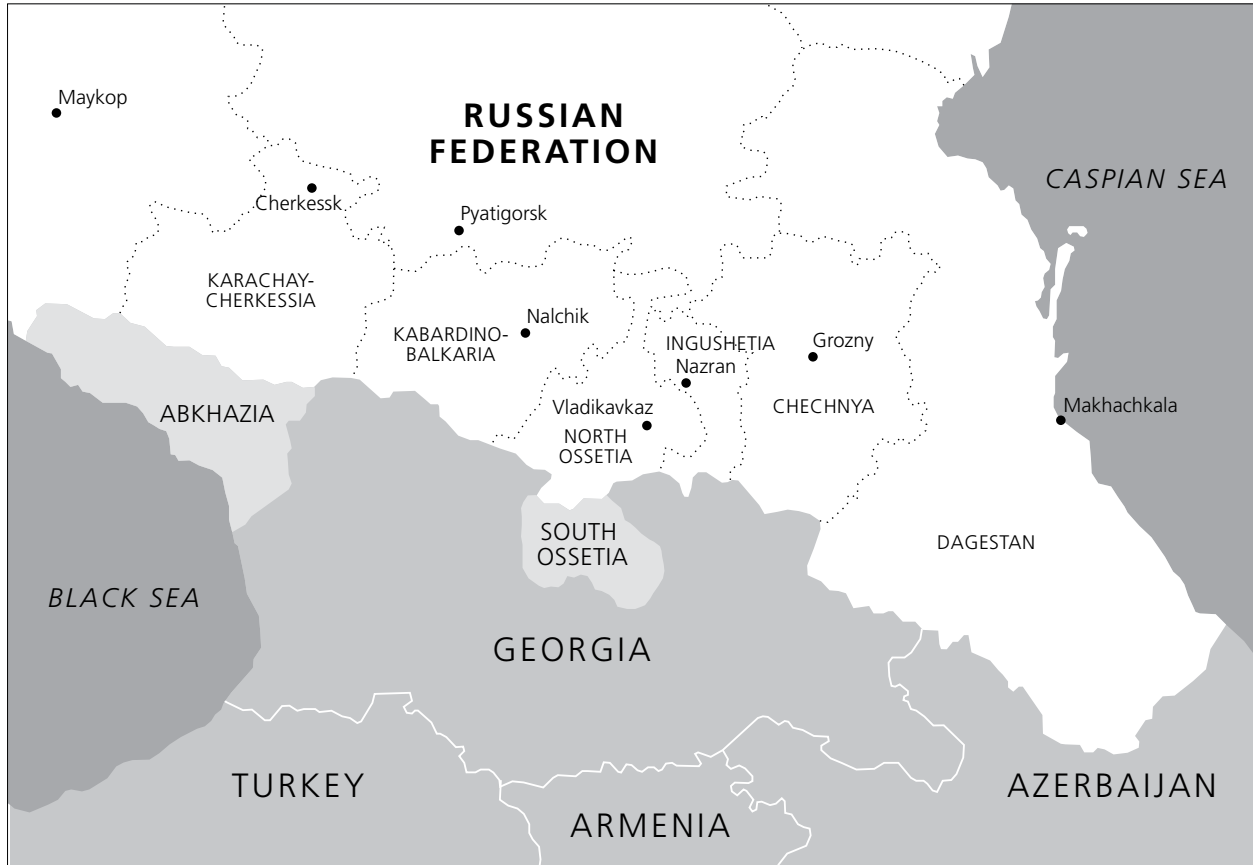 Maykop
RUSSIAN
FEDERATION
CASPIAN SEA
Cherkessk
Pyatigorsk
KARACHAY-
CHERKESSIA
Nalchik
KABARDINO-
BALKARIA
INGUSHETIA
Nazran
Grozny
ABKHAZIA
Vladikavkaz
CHECHNYA
Makhachkala
NORTH
OSSETIA
SOUTH
OSSETIA
DAGESTAN
BLACK SEA
GEORGIA
TURKEY
AZERBAIJAN
ARMENIA